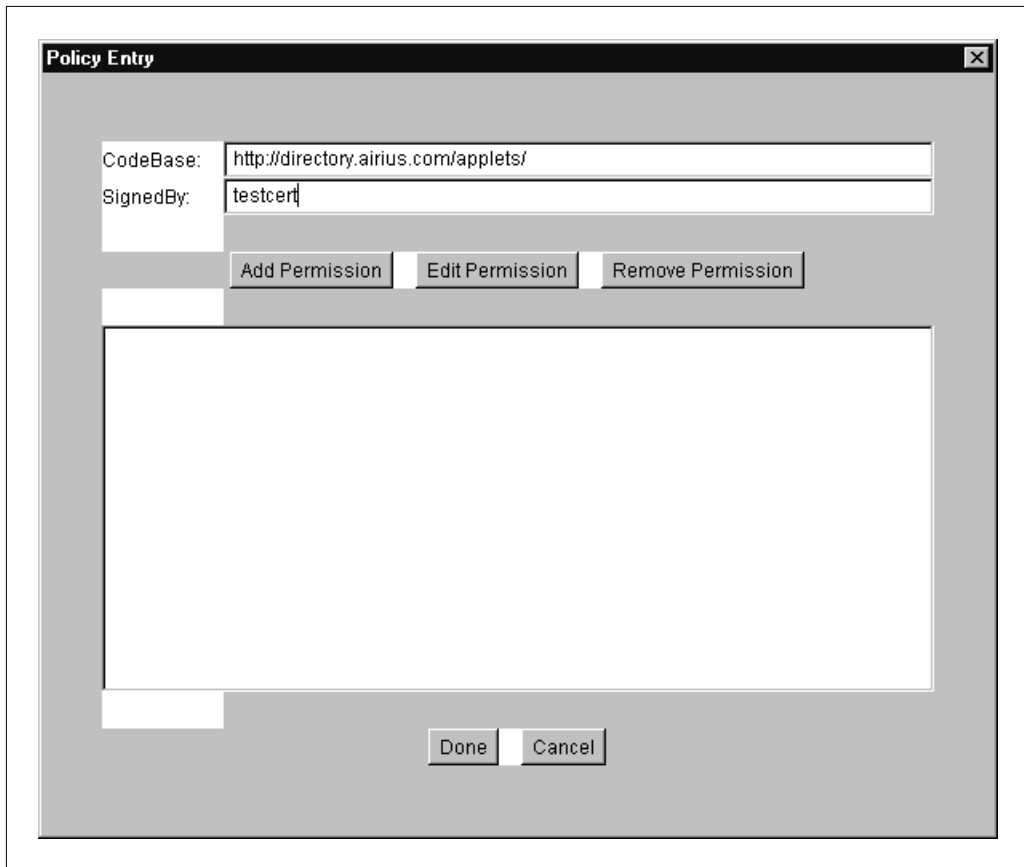 Policy Entry
CodeBase: http://directory.airius.com/applets/
SignedBy: testcert
Add Permission Edit Permission Remove Permission
Done Cancel